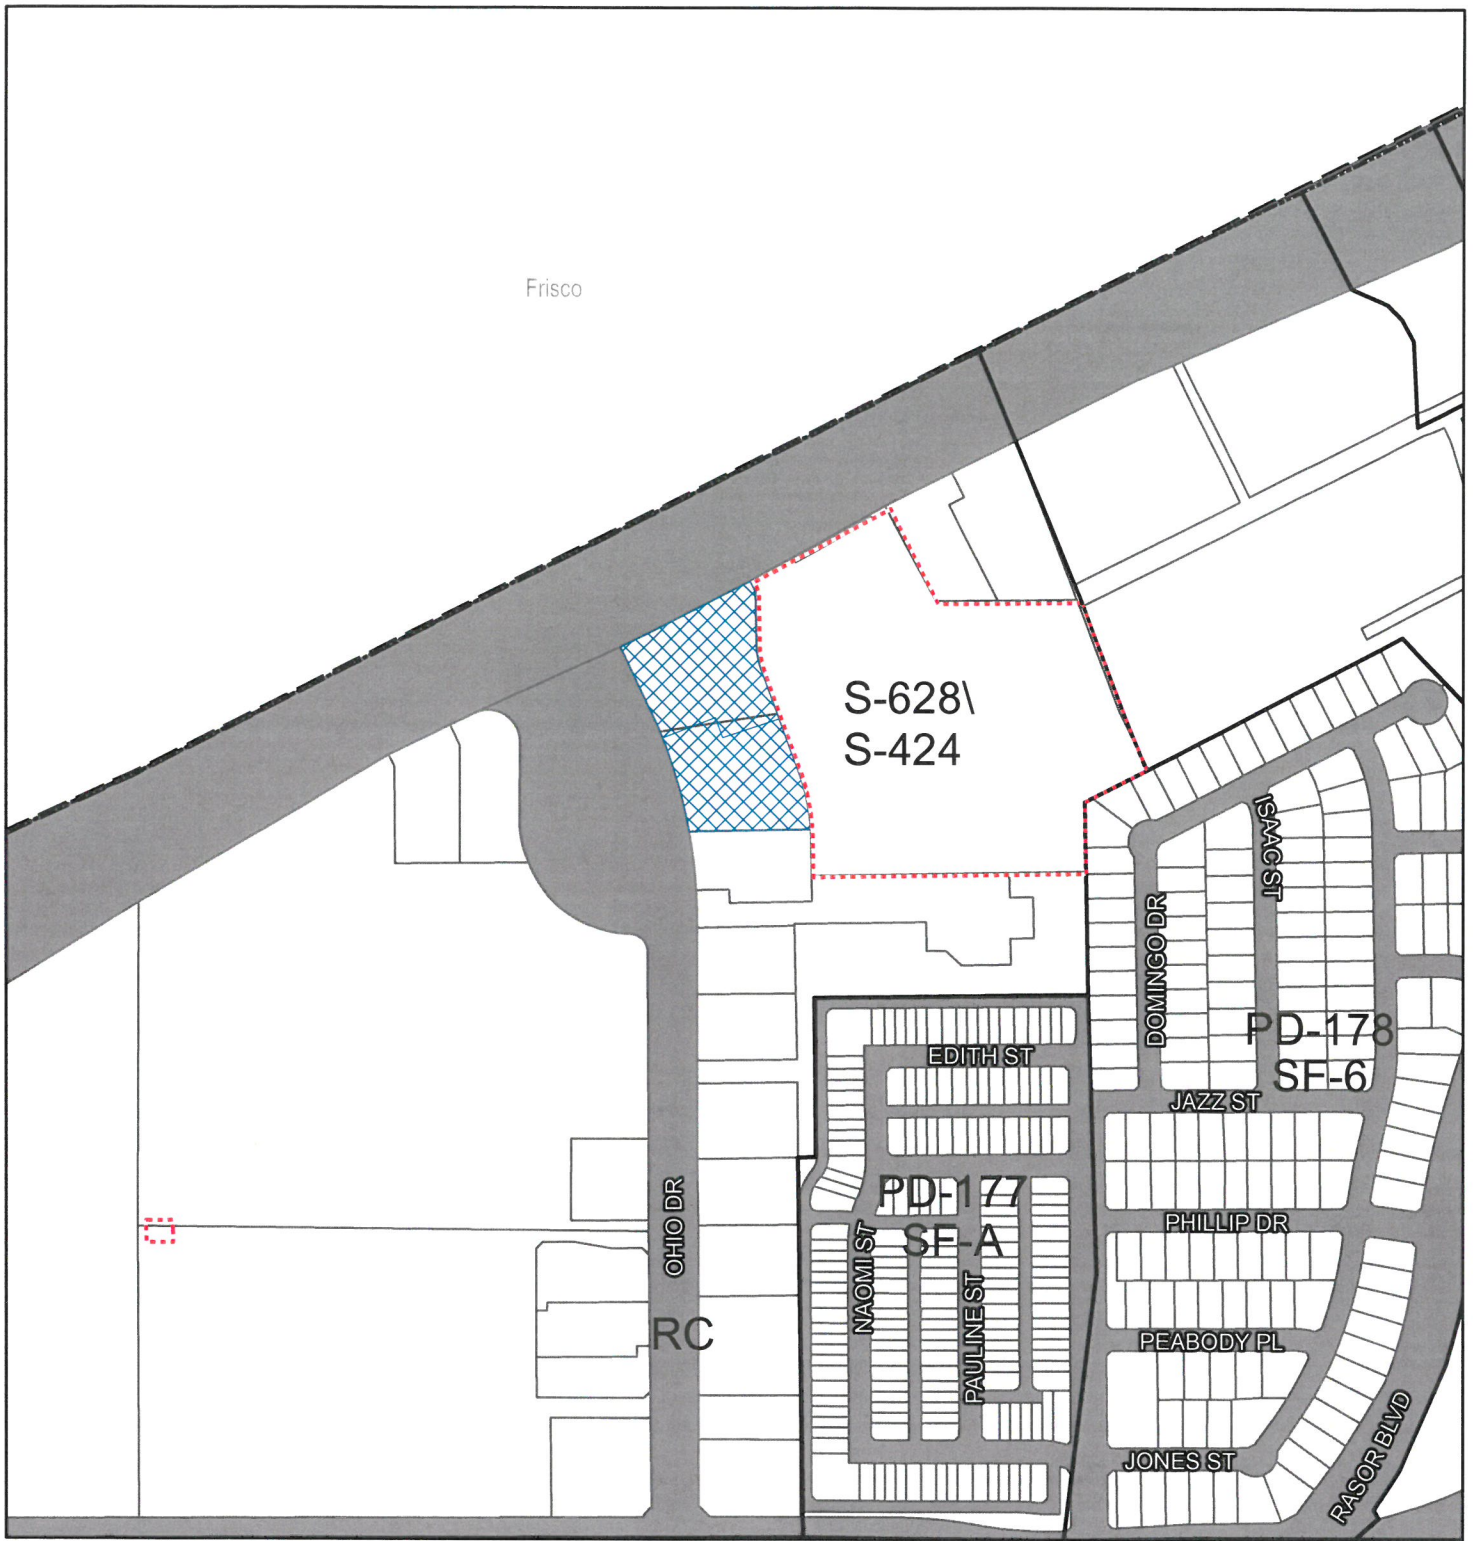 Frisco
S-628\
S-424
ISAAC ST
DOMINGO DR
PD-178
SF-6
EDITH ST
JAZZ ST
PD-177
SF-A
OHIO DR
PHILLIP DR
NAOMI ST
PAULINE ST
RC
PEABODY PL
RASOR BLVD
JONES ST